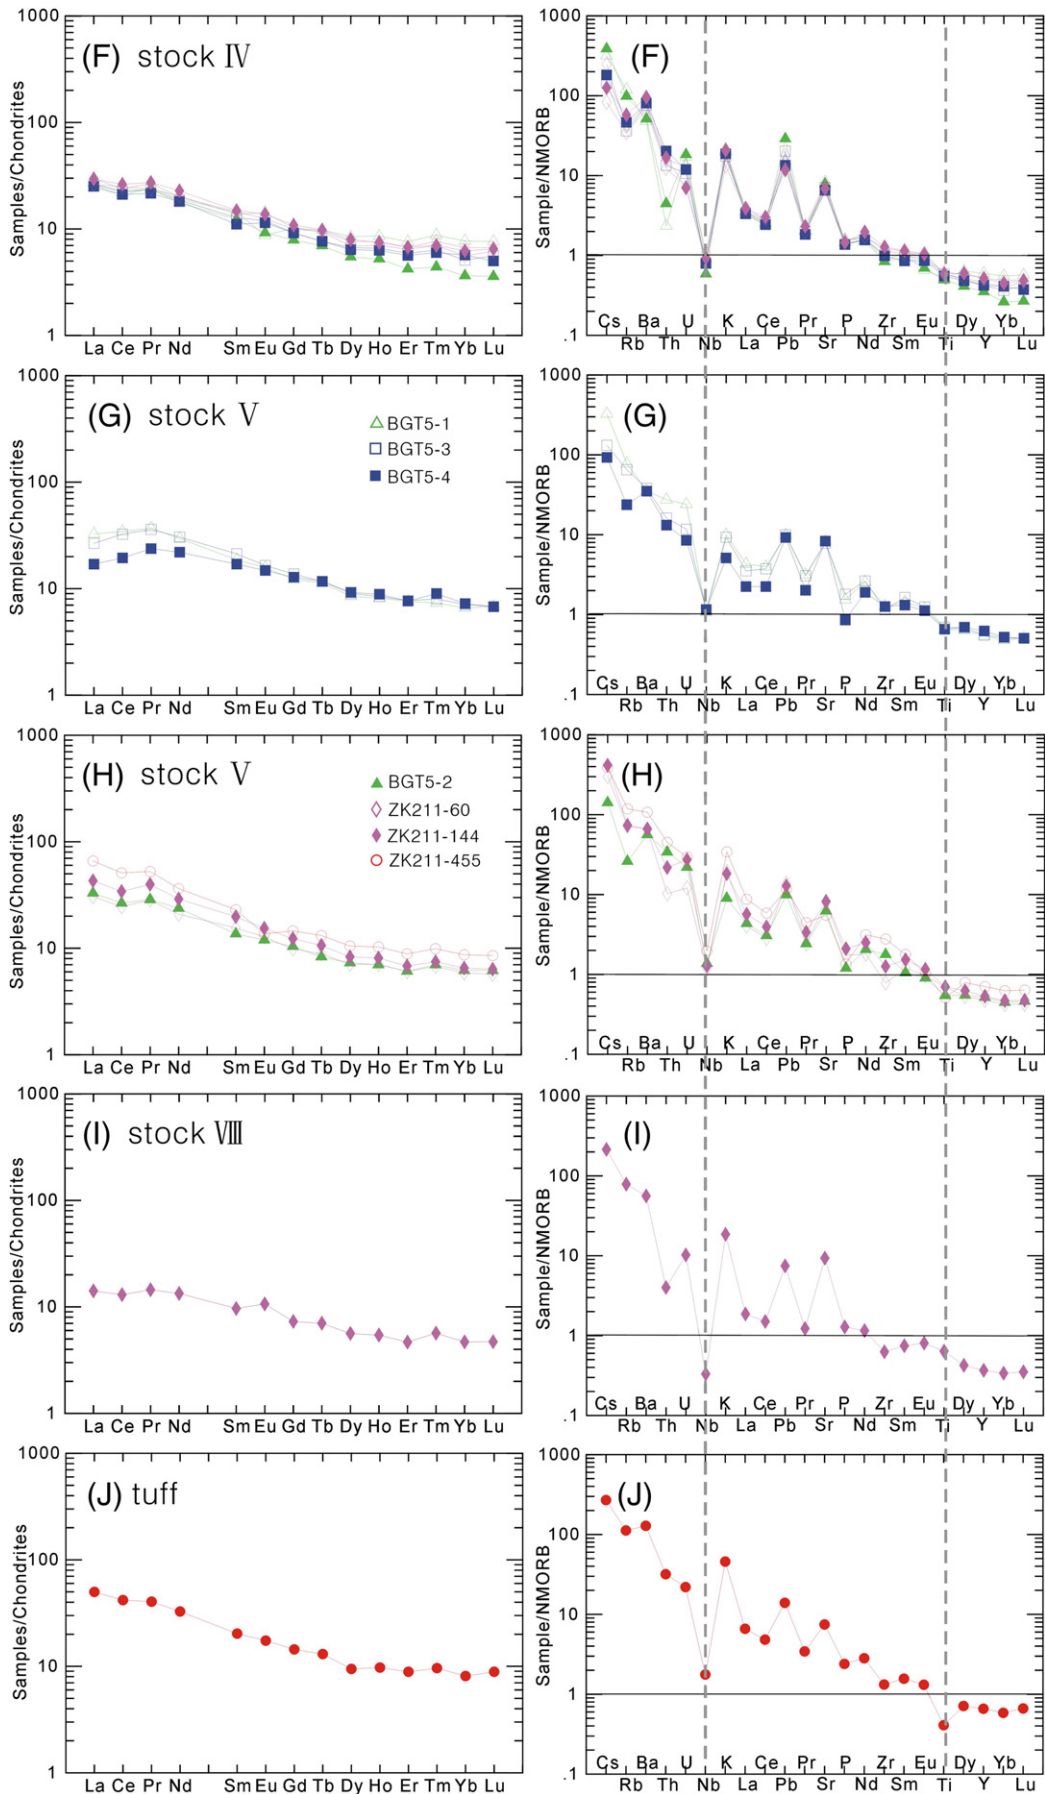 (F) stock Ⅳ
Samples/Chondrites
1000
100
10
1
La Ce Pr Nd Sm Eu Gd Tb Dy Ho Er Tm Yb Lu
(F)
Sample/NMORB
1000
100
10
1
.1
Cs Ba U K Ce Pr P Zr Eu Dy Yb
Rb Th Nb La Pb Sr Nd Sm Ti Y Lu
(G) stock Ⅴ
BGT5-1
BGT5-3
BGT5-4
Samples/Chondrites
1000
100
10
1
La Ce Pr Nd Sm Eu Gd Tb Dy Ho Er Tm Yb Lu
(G)
Sample/NMORB
1000
100
10
1
.1
Cs Ba U K Ce Pr P Zr Eu Dy Yb
Rb Th Nb La Pb Sr Nd Sm Ti Y Lu
(H) stock Ⅴ
BGT5-2
ZK211-60
ZK211-144
ZK211-455
Samples/Chondrites
1000
100
10
1
La Ce Pr Nd Sm Eu Gd Tb Dy Ho Er Tm Yb Lu
(H)
Sample/NMORB
1000
100
10
1
.1
Cs Ba U K Ce Pr P Zr Eu Dy Yb
Rb Th Nb La Pb Sr Nd Sm Ti Y Lu
(I) stock Ⅷ
Samples/Chondrites
1000
100
10
1
La Ce Pr Nd Sm Eu Gd Tb Dy Ho Er Tm Yb Lu
(I)
Sample/NMORB
1000
100
10
1
.1
Cs Ba U K Ce Pr P Zr Eu Dy Yb
Rb Th Nb La Pb Sr Nd Sm Ti Y Lu
(J) tuff
Samples/Chondrites
1000
100
10
1
La Ce Pr Nd Sm Eu Gd Tb Dy Ho Er Tm Yb Lu
(J)
Sample/NMORB
1000
100
10
1
.1
Cs Ba U K Ce Pr P Zr Eu Dy Yb
Rb Th Nb La Pb Sr Nd Sm Ti Y Lu